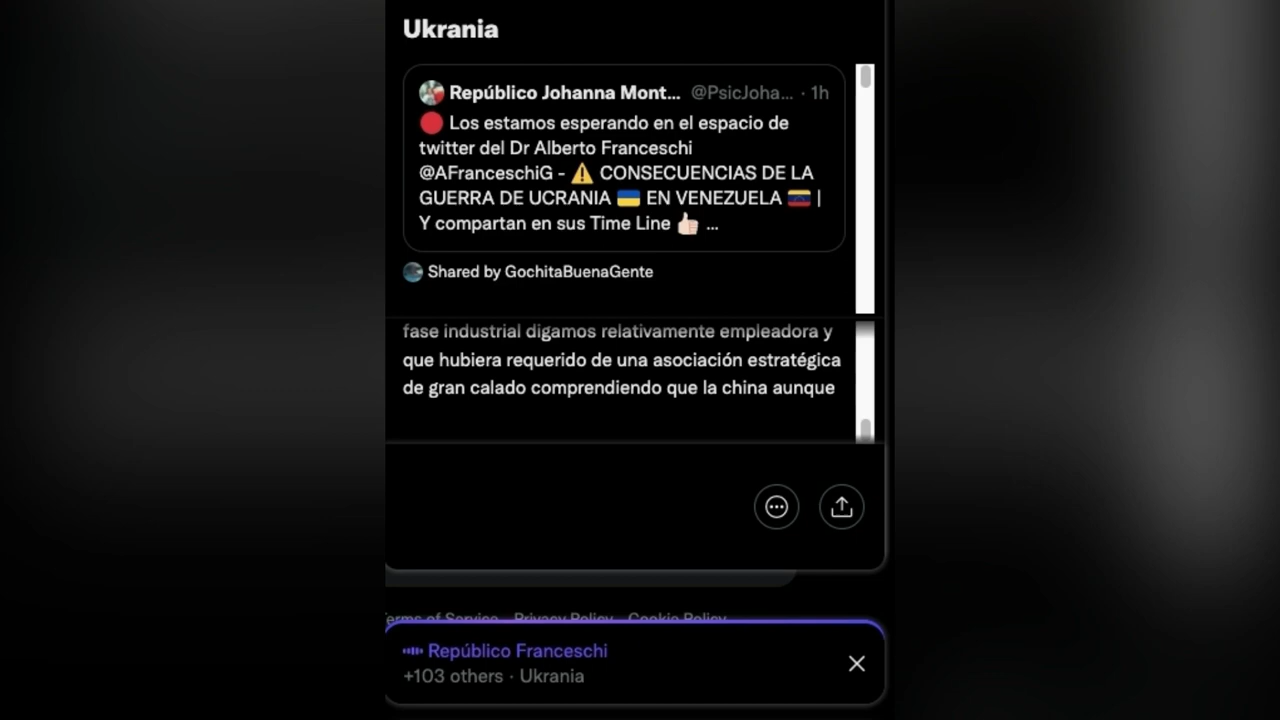 Ukrania
Repúblico Johanna Mont... @PsicJoha... · 1h
🔴 Los estamos esperando en el espacio de
twitter del Dr Alberto Franceschi
@AFranceschiG - ⚠️ CONSECUENCIAS DE LA
GUERRA DE UCRANIA 🇺🇦 EN VENEZUELA 🇻🇪 |
Y compartan en sus Time Line 👍🏻 ...
Shared by GochitaBuenaGente
fase industrial digamos relativamente empleadora y
que hubiera requerido de una asociación estratégica
de gran calado comprendiendo que la china aunque
Terms of Service Privacy Policy Cookie Policy
Repúblico Franceschi
+103 others · Ukrania